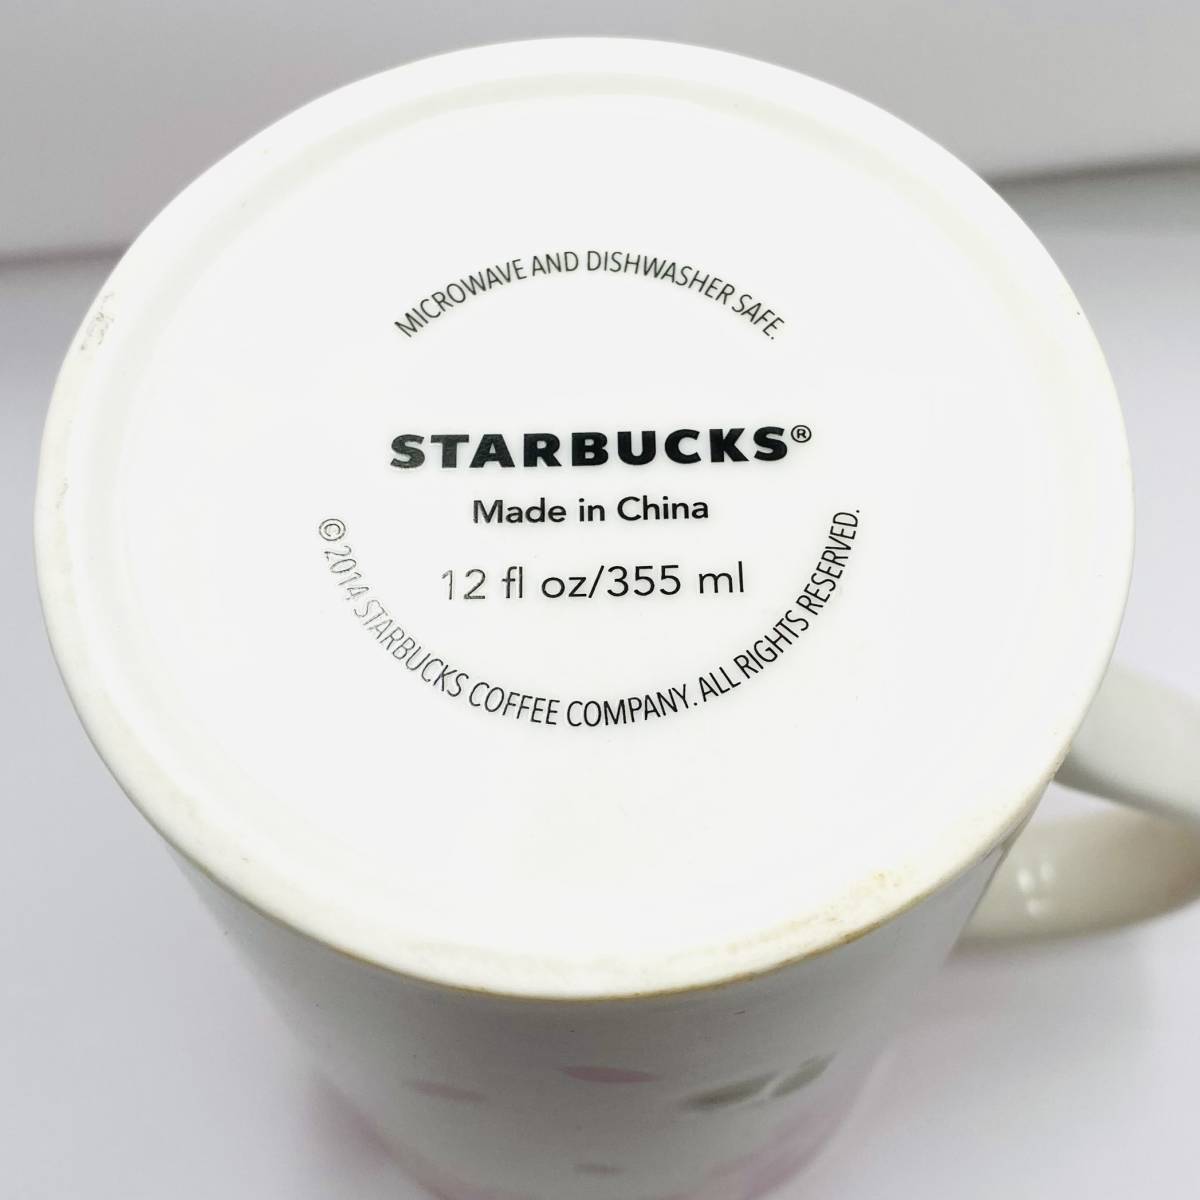 MICROWAVE AND DISHWASHER SAFE.
STARBUCKS®
Made in China
12 fl oz/355 ml
© 2014 STARBUCKS COFFEE COMPANY. ALL RIGHTS RESERVED.